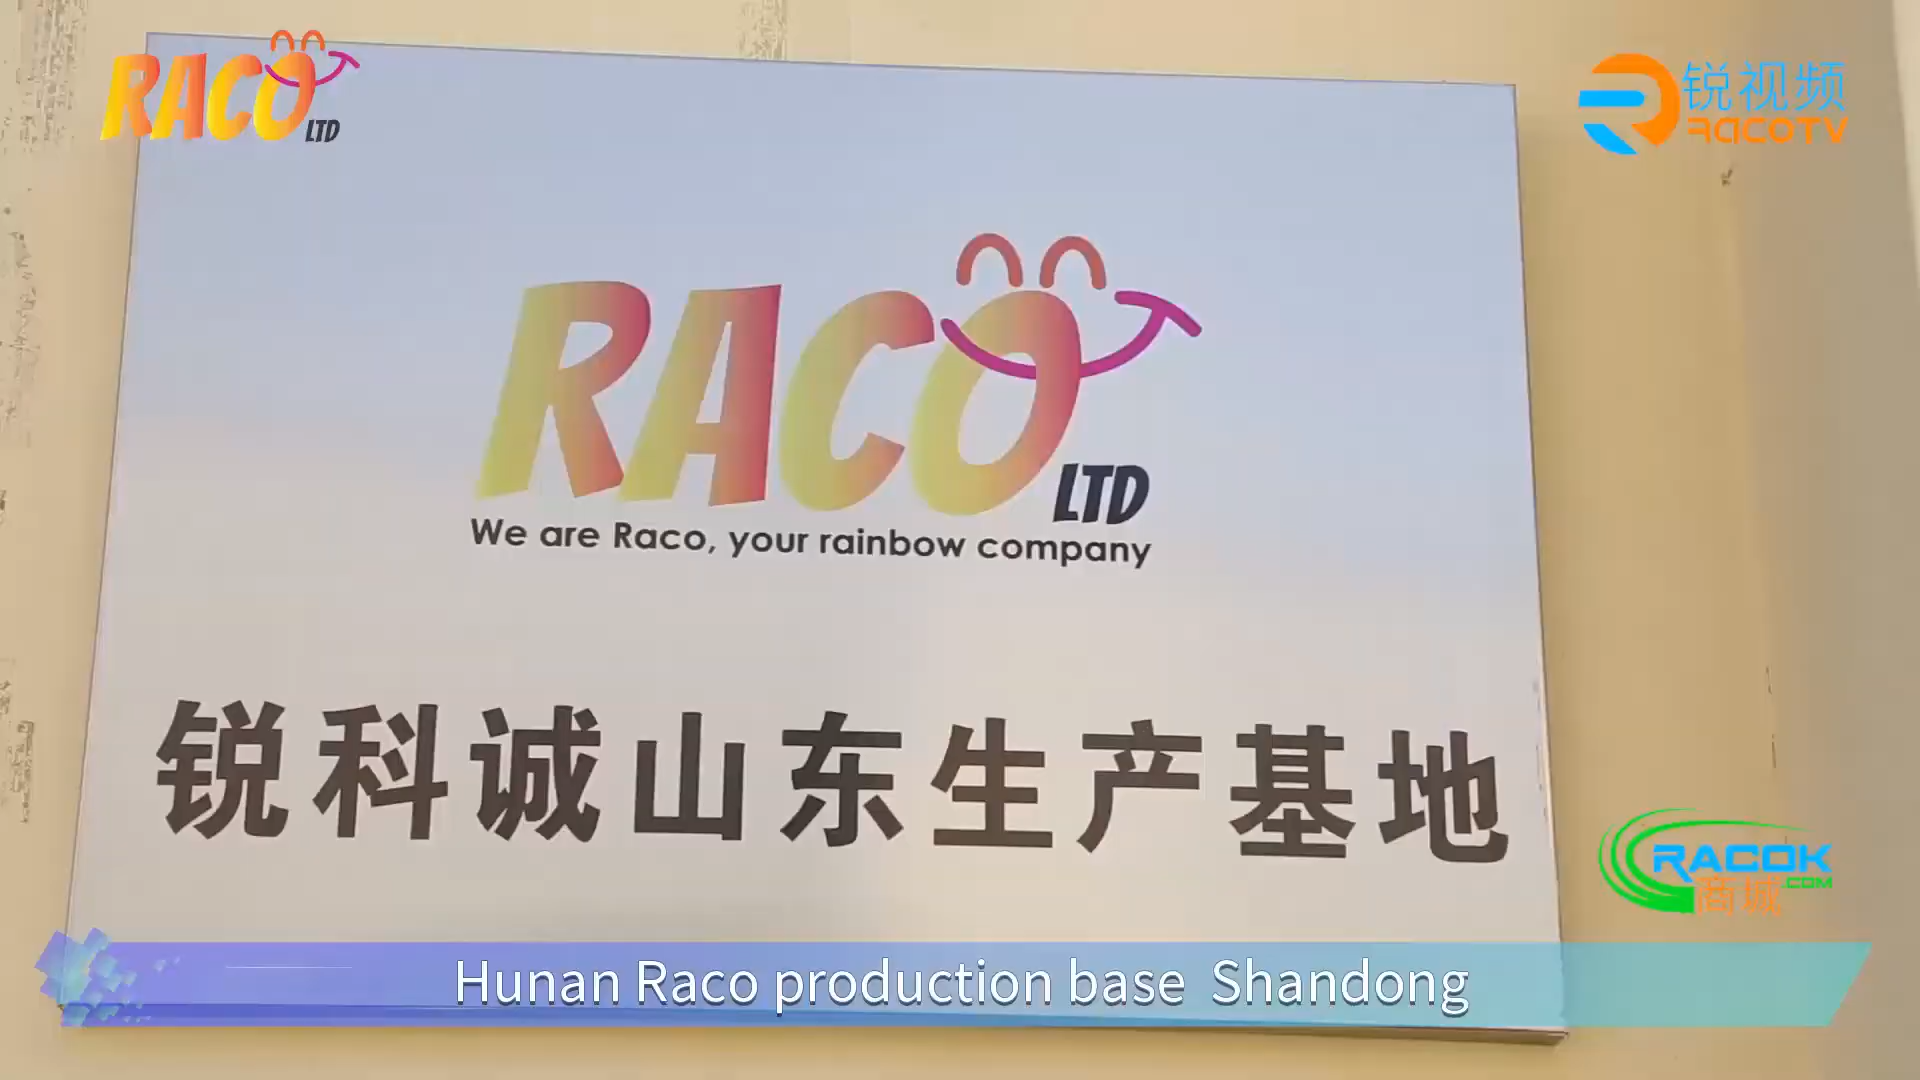 RACO LTD
锐视频
RACOTV
RACO LTD
We are Raco, your rainbow company
锐科诚山东生产基地
RACOK
商城.COM
Hunan Raco production base Shandong